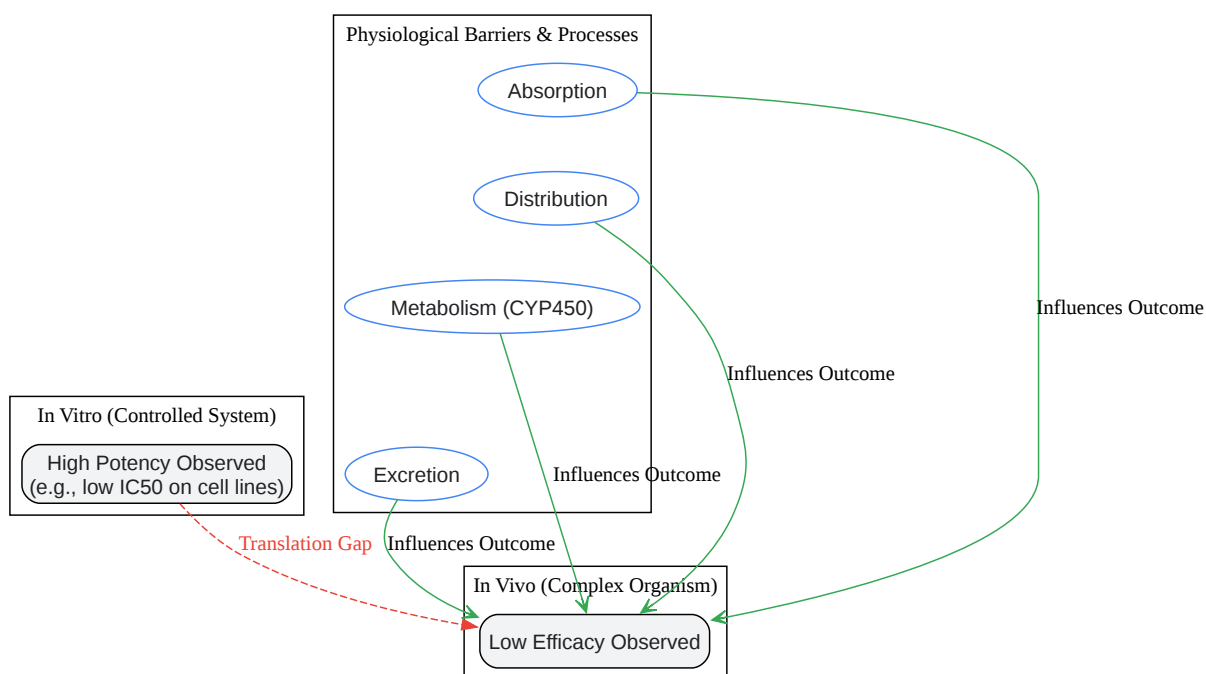 Physiological Barriers & Processes
Absorption
Distribution
Metabolism (CYP450)
Influences Outcome
Influences Outcome
In Vitro (Controlled System)
High Potency Observed
(e.g., low IC50 on cell lines)
Excretion
Influences Outcome
Translation Gap
Influences Outcome
In Vivo (Complex Organism)
Low Efficacy Observed